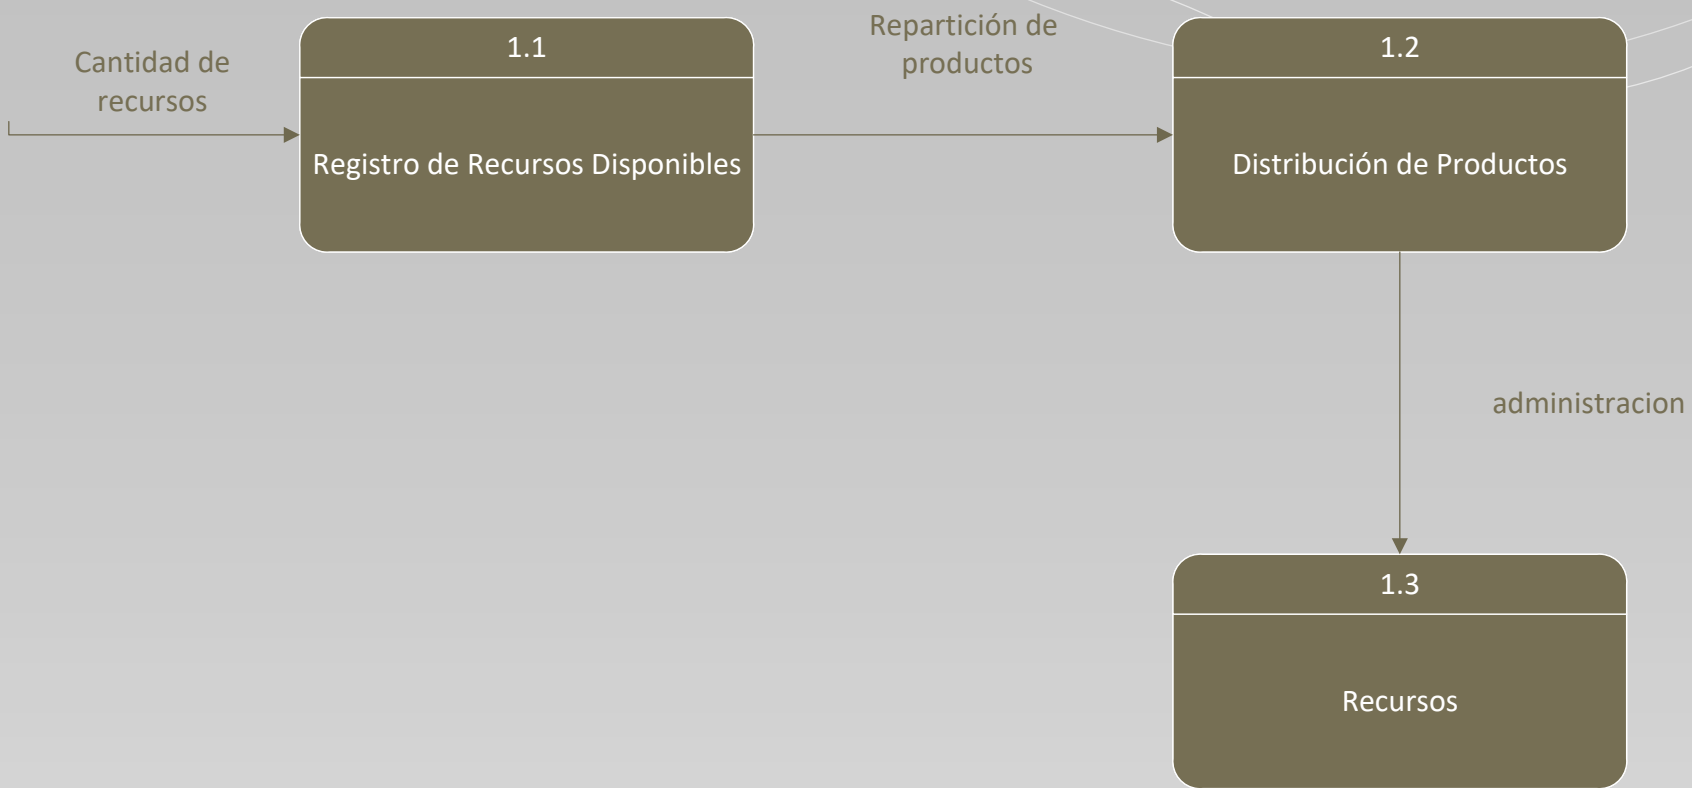 Cantidad de
recursos
1.1
Registro de Recursos Disponibles
Repartición de
productos
1.2
Distribución de Productos
administracion
1.3
Recursos